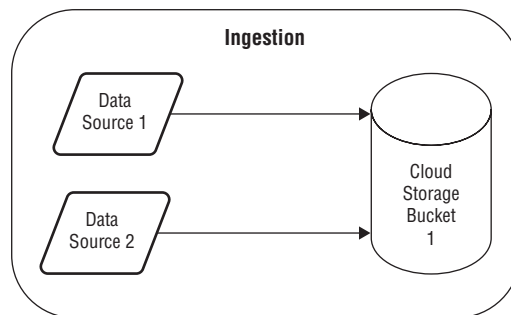 Ingestion
Data
Source 1
Data
Source 2
Cloud
Storage
Bucket
1